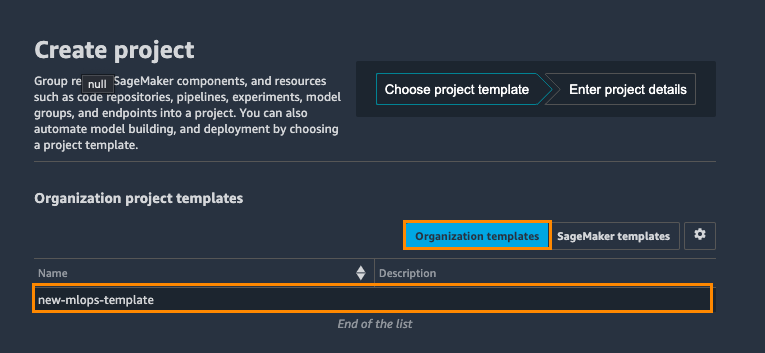 Create project
Group re null SageMaker components, and resources
such as code repositories, pipelines, experiments, model
groups, and endpoints into a project. You can also
automate model building, and deployment by choosing
a project template.
Choose project template
Enter project details
Organization project templates
Organization templates
SageMaker templates
Name
Description
new-mlops-template
End of the list